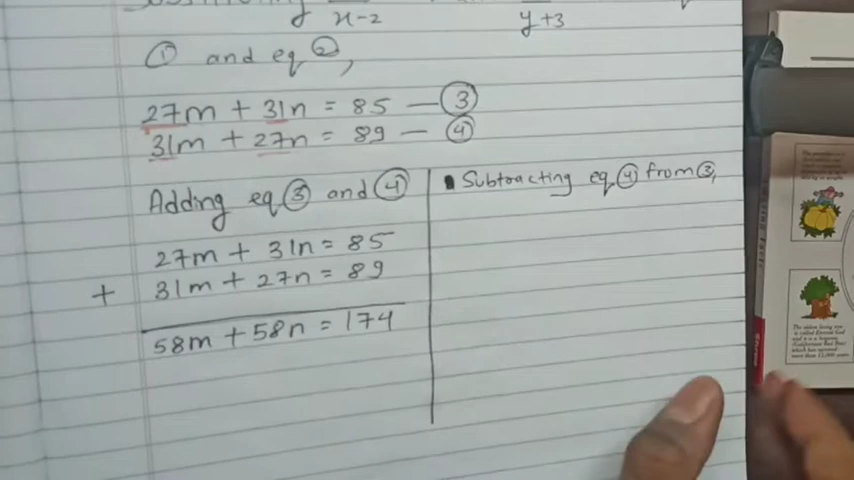 y x-2 y+3
① and eq ②,
27m + 31n = 85 — ③
31m + 27n = 89 — ④
Adding eq ③ and ④
27m + 31n = 85
+ 31m + 27n = 89
58m + 58n = 174
Subtracting eq ④ from ③,